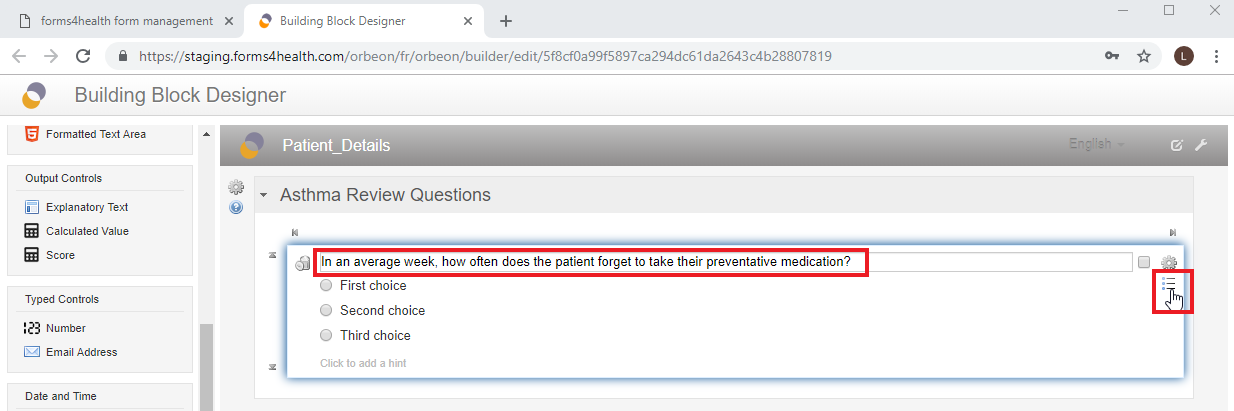 forms4health form management
Building Block Designer
https://staging.forms4health.com/orbeon/fr/orbeon/builder/edit/5f8cf0a99f5897ca294dc61da2643c4b28807819
L
Building Block Designer
Formatted Text Area
Output Controls
Explanatory Text
Calculated Value
Score
Typed Controls
123 Number
Email Address
Date and Time
Patient_Details
English
Asthma Review Questions
In an average week, how often does the patient forget to take their preventative medication?
First choice
Second choice
Third choice
Click to add a hint